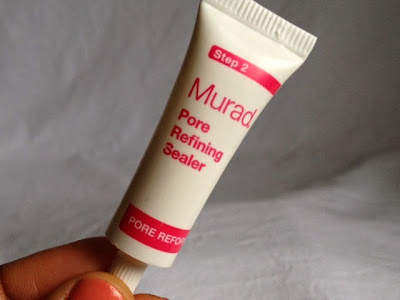 Step 2
Murad.
Pore
Refining
Sealer
PORE REFOR